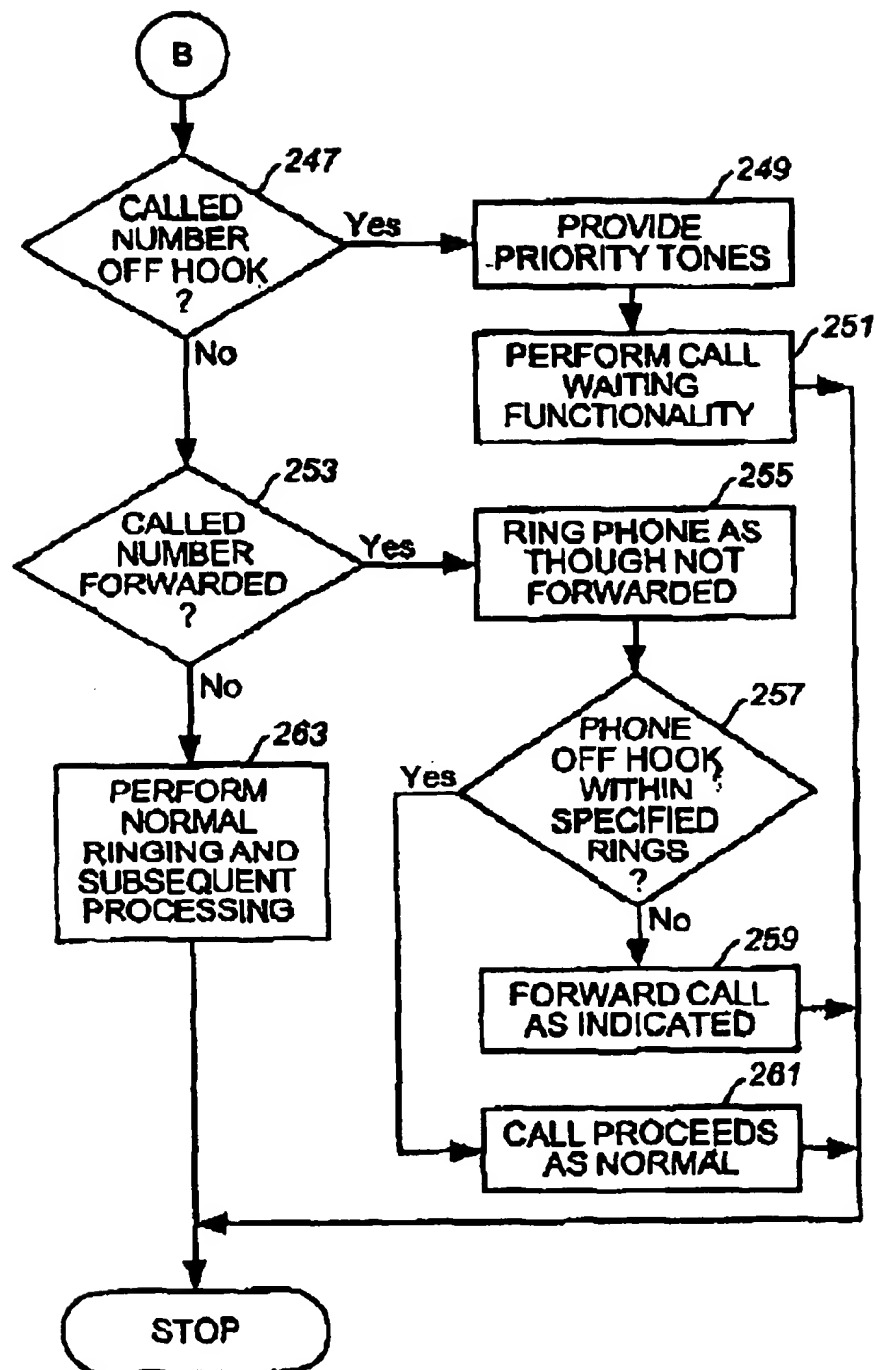 B
247
CALLED
NUMBER
OFF HOOK
?
Yes
No
249
PROVIDE
PRIORITY TONES
251
PERFORM CALL
WAITING
FUNCTIONALITY
253
CALLED
NUMBER
FORWARDED
?
Yes
No
255
RING PHONE AS
THOUGH NOT
FORWARDED
257
PHONE
OFF HOOK
WITHIN
SPECIFIED
RINGS
?
Yes
No
263
PERFORM
NORMAL
RINGING AND
SUBSEQUENT
PROCESSING
259
FORWARD CALL
AS INDICATED
261
CALL PROCEEDS
AS NORMAL
STOP